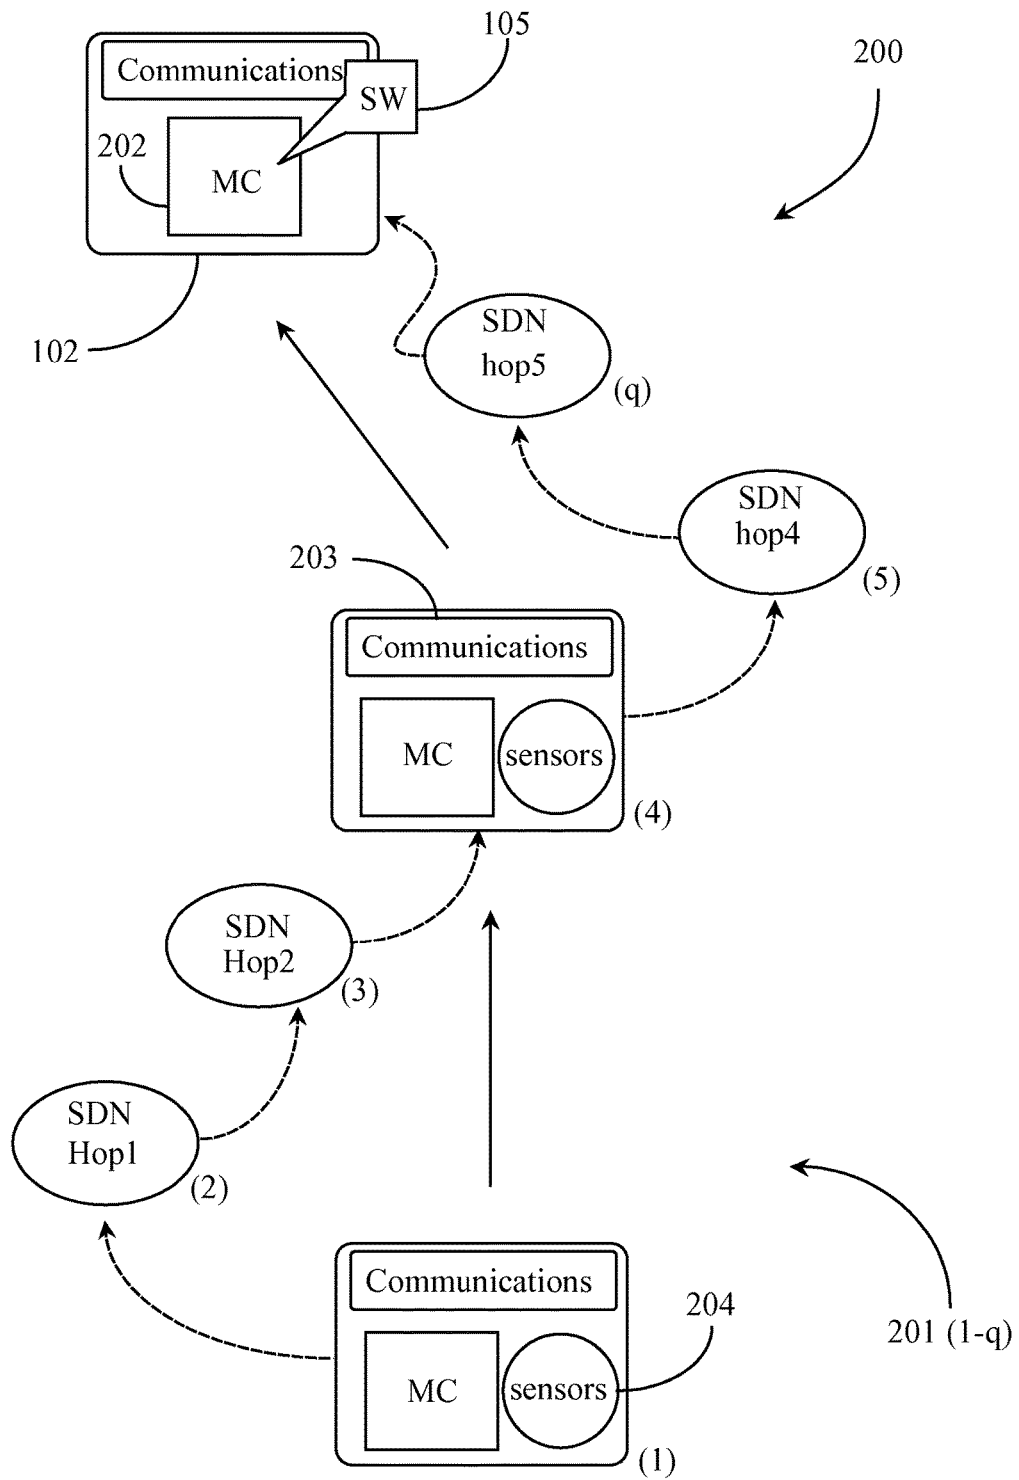 105
200
Communications
SW
202
MC
102
SDN
hop5
(q)
SDN
hop4
(5)
203
Communications
MC
sensors
(4)
SDN
Hop2
(3)
SDN
Hop1
(2)
Communications
204
201 (1-q)
MC
sensors
(1)